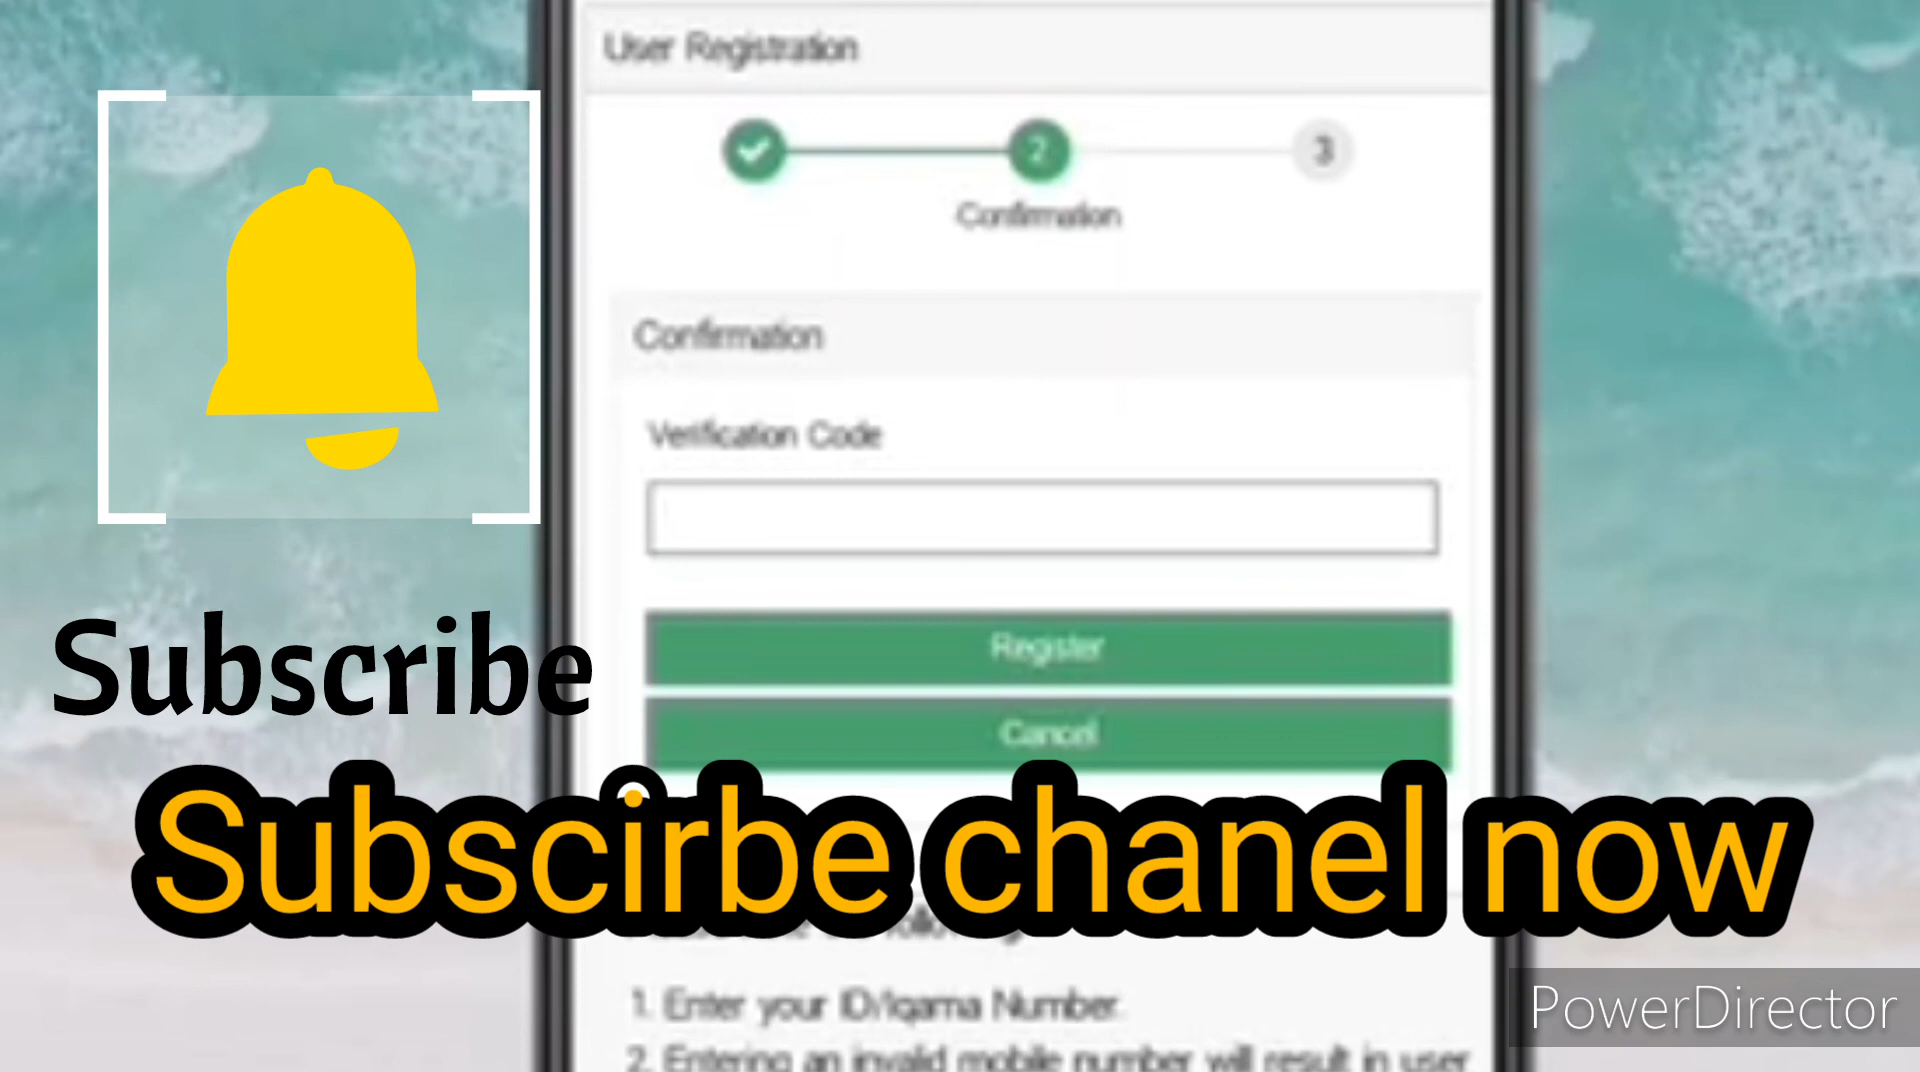 User Registration
2
3
Confirmation
Confirmation
Verification Code
Register
Cancel
Subscribe
Subscirbe chanel now
1. Enter your ID/Iqama Number.
2. Entering an invalid mobile number will result in user
PowerDirector